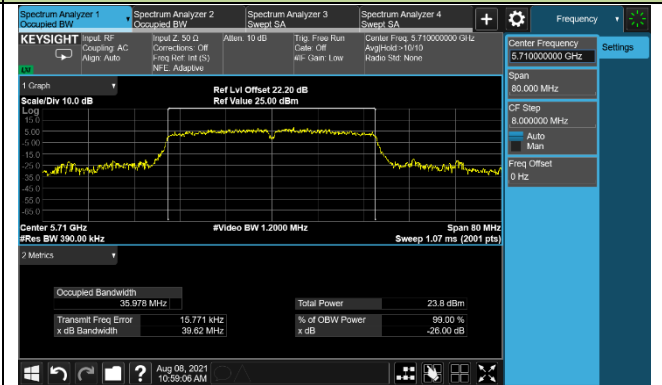 Spectrum Analyzer 1
Occupied BW
Spectrum Analyzer 2
Occupied BW
Spectrum Analyzer 3
Swept SA
Spectrum Analyzer 4
Swept SA
+
Frequency
KEYSIGHT
Input: RF
Coupling: AC
Align: Auto
Input Z: 50 Ω
Corrections: Off
Freq Ref: Int (S)
NFE: Adaptive
Atten: 10 dB
Trig: Free Run
Gate: Off
#IF Gain: Low
Center Freq: 5.710000000 GHz
Avg|Hold:>10/10
Radio Std: None
Center Frequency
5.710000000 GHz
Settings
Span
80.000 MHz
CF Step
8.000000 MHz
Auto
Man
Freq Offset
0 Hz
1 Graph
Scale/Div 10.0 dB
Ref Lvl Offset 22.20 dB
Ref Value 25.00 dBm
Log
15.0
5.00
-5.00
-15.0
-25.0
-35.0
-45.0
-55.0
-65.0
Center 5.71 GHz
#Res BW 390.00 kHz
#Video BW 1.2000 MHz
Span 80 MHz
Sweep 1.07 ms (2001 pts)
2 Metrics
Occupied Bandwidth
35.978 MHz
Total Power
23.8 dBm
Transmit Freq Error
15.771 kHz
% of OBW Power
99.00 %
x dB Bandwidth
39.62 MHz
x dB
-26.00 dB
?
Aug 08, 2021
10:59:06 AM